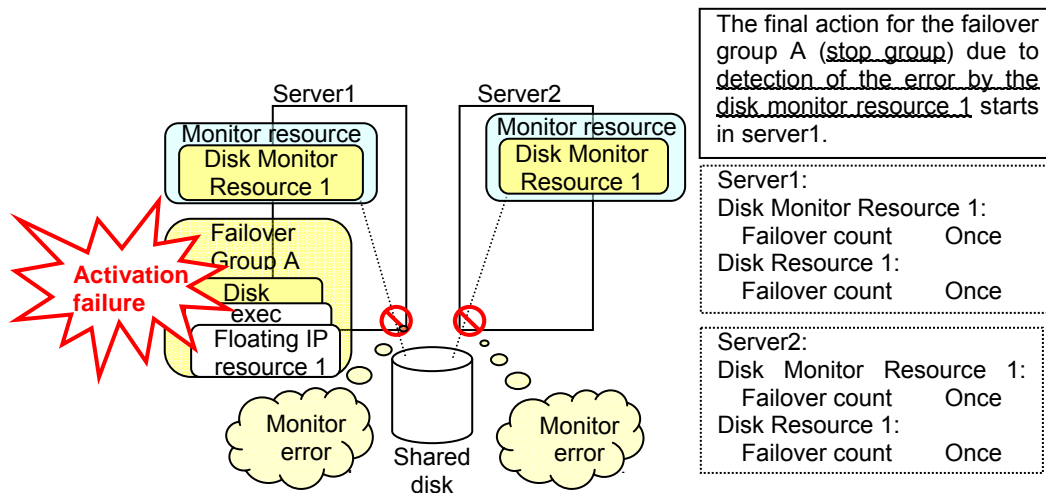 Server1
Monitor resource
Disk Monitor
Resource 1
Failover
Group A
Activation
failure
Disk
exec
Floating IP
resource 1
Monitor
error
Shared
disk
Server2
Monitor resource
Disk Monitor
Resource 1
Monitor
error
The final action for the failover
group A (stop group) due to
detection of the error by the
disk monitor resource 1 starts
in server1.
Server1:
Disk Monitor Resource 1:
Failover count Once
Disk Resource 1:
Failover count Once
Server2:
Disk Monitor Resource 1:
Failover count Once
Disk Resource 1:
Failover count Once